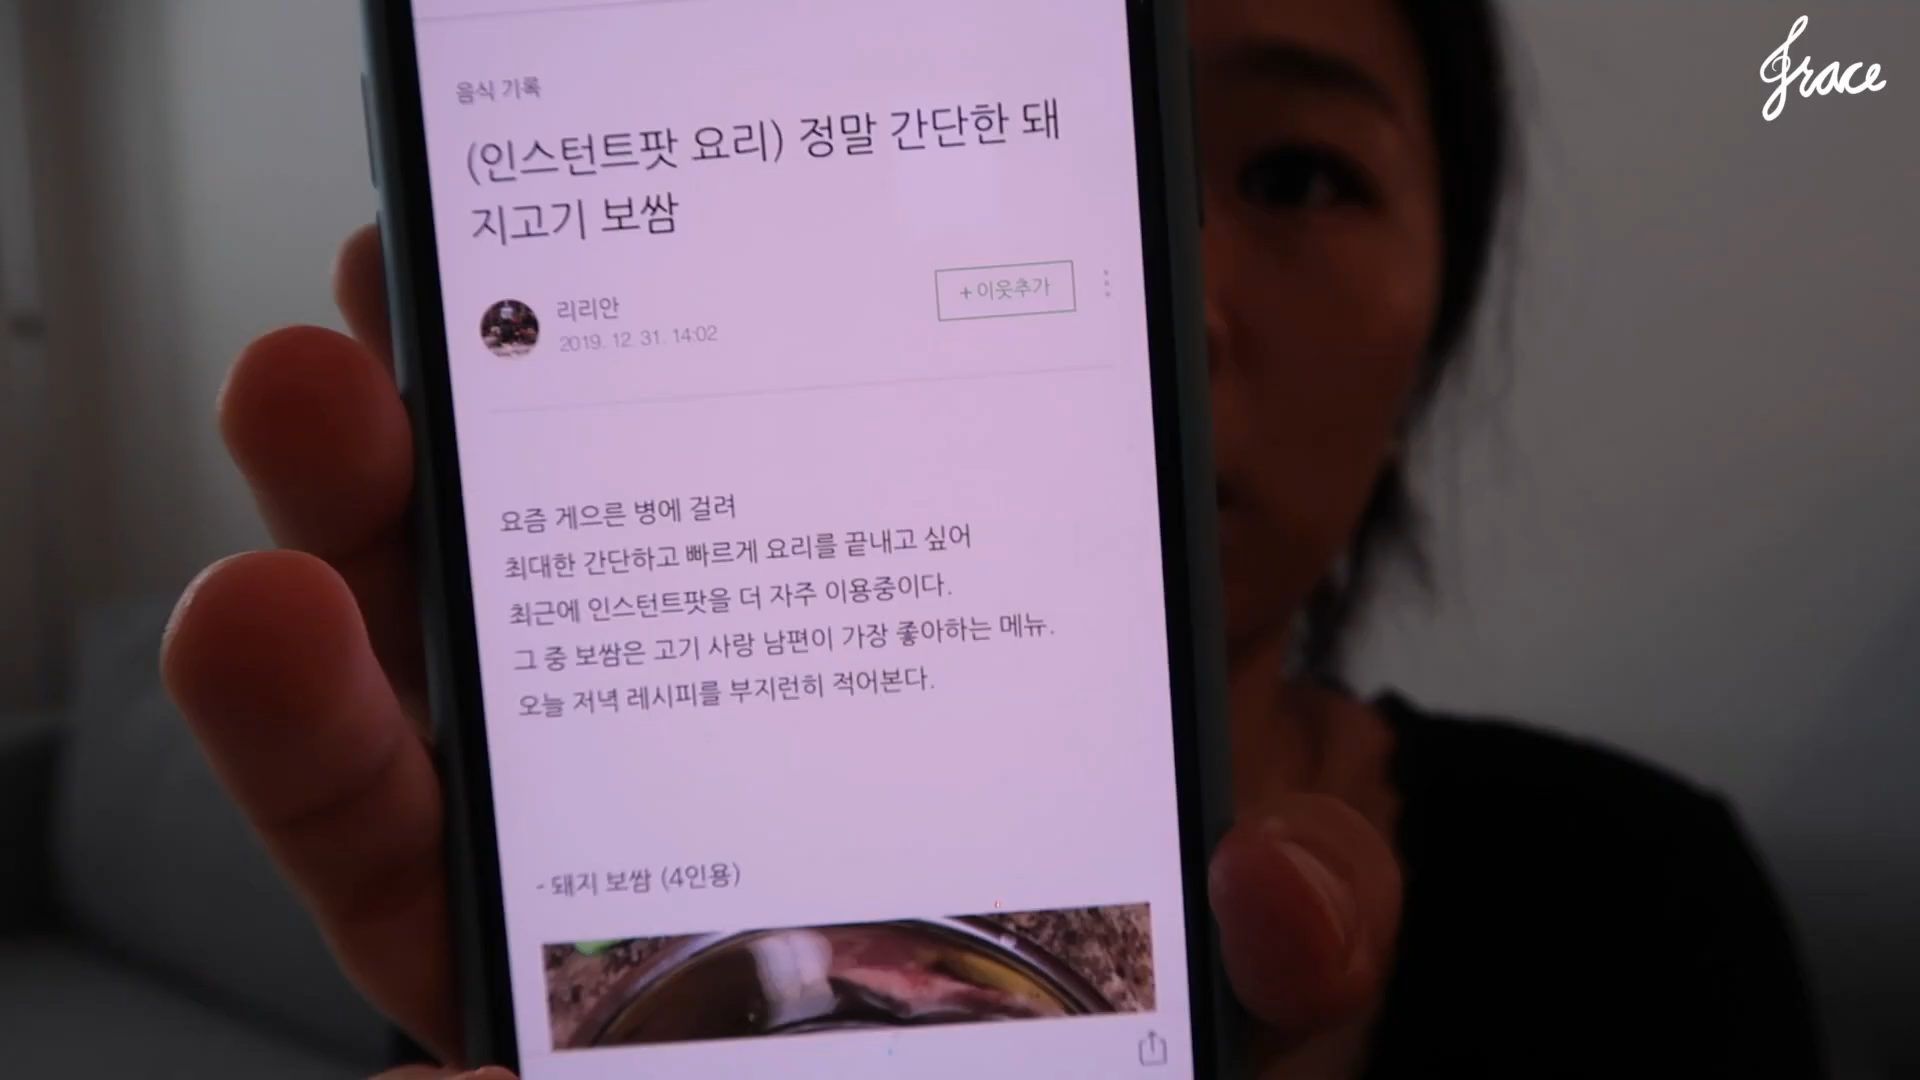 Grace
음식 기록
(인스턴트팟 요리) 정말 간단한 돼
지고기 보쌈
리리안
2019. 12. 31. 14:02
+ 이웃추가
요즘 게으른 병에 걸려
최대한 간단하고 빠르게 요리를 끝내고 싶어
최근에 인스턴트팟을 더 자주 이용중이다.
그 중 보쌈은 고기 사랑 남편이 가장 좋아하는 메뉴.
오늘 저녁 레시피를 부지런히 적어본다.
- 돼지 보쌈 (4인용)